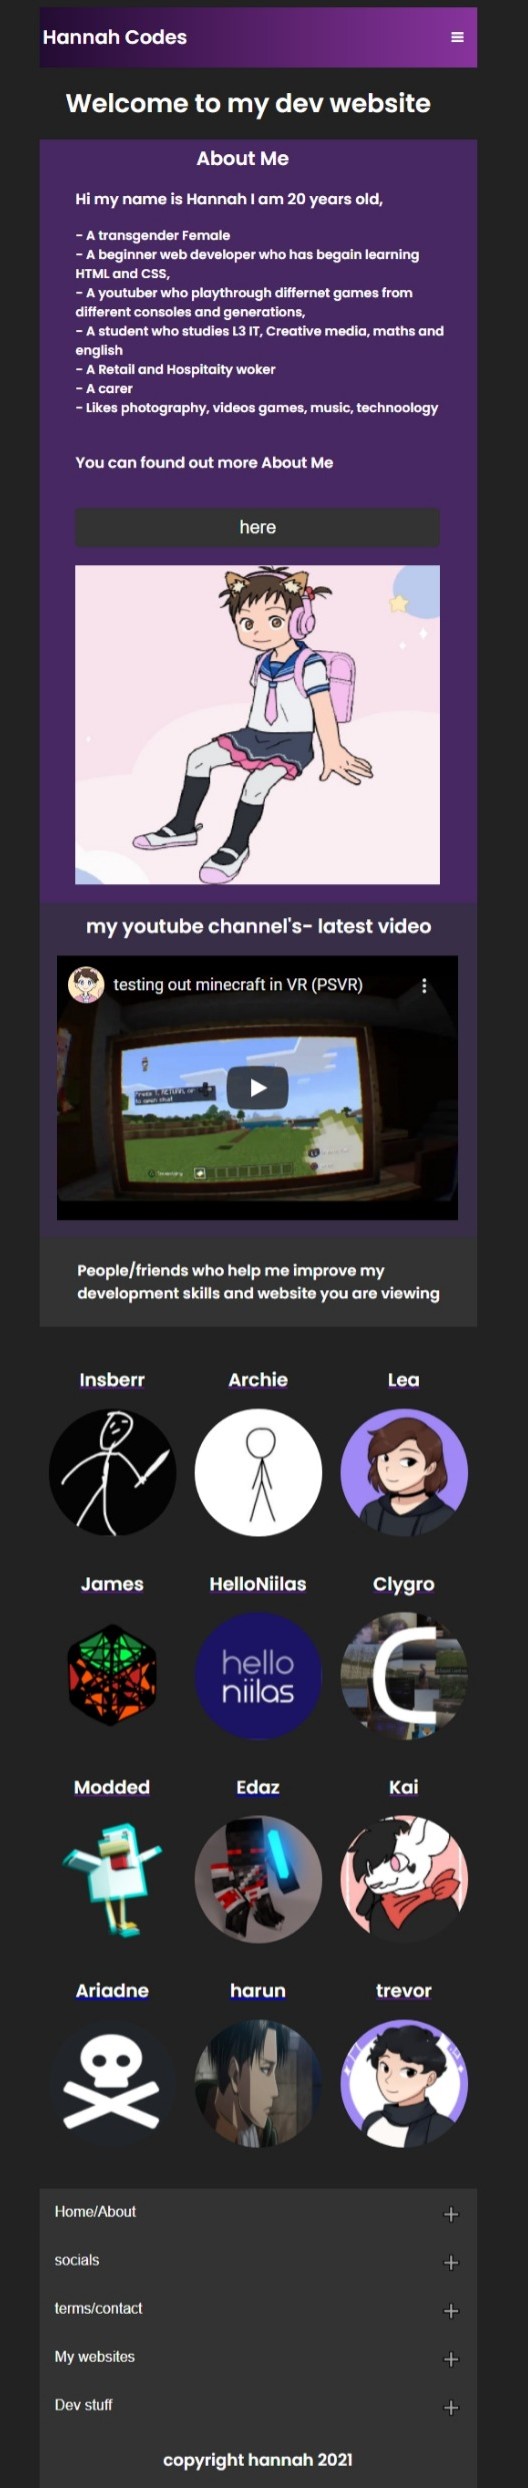 Hannah Codes
Welcome to my dev website
About Me
Hi my name is Hannah I am 20 years old,
- A transgender Female
- A beginner web developer who has begain learning
HTML and CSS,
- A youtuber who playthrough differnet games from
different consoles and generations,
- A student who studies L3 IT, Creative media, maths and
english
- A Retail and Hospitaity woker
- A carer
- Likes photography, videos games, music, technoology
You can found out more About Me
here
my youtube channel's- latest video
testing out minecraft in VR (PSVR)
People/friends who help me improve my
development skills and website you are viewing
Insberr Archie Lea
James HelloNiilas Clygro
hello
niilas
C
Modded Edaz Kai
Ariadne harun trevor
Home/About
socials
terms/contact
My websites
Dev stuff
copyright hannah 2021